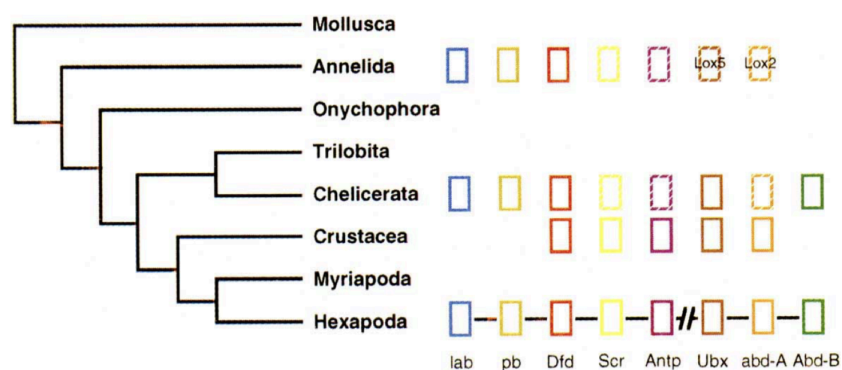 Mollusca
Annelida Lox5 Lox2
Onychophora
Trilobita
Chelicerata
Crustacea
Myriapoda
Hexapoda
lab pb Dfd Scr Antp Ubx abd-A Abd-B